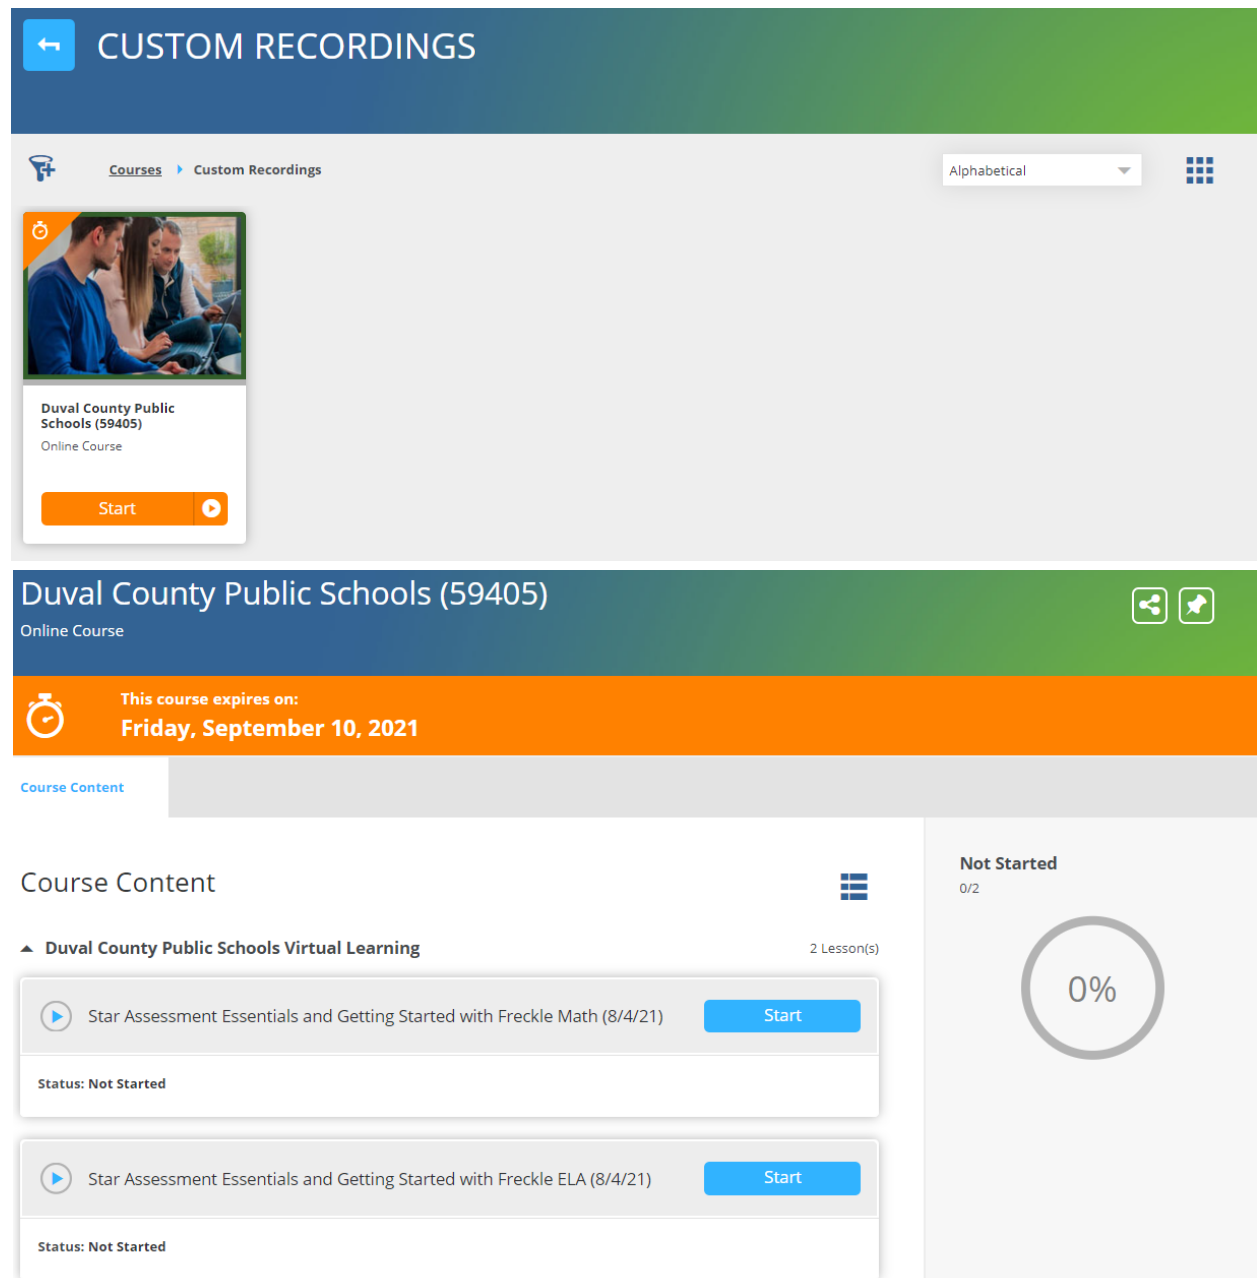 CUSTOM RECORDINGS
Courses Custom Recordings
Alphabetical
Duval County Public
Schools (59405)
Online Course
Start
Duval County Public Schools (59405)
Online Course
This course expires on:
Friday, September 10, 2021
Course Content
Course Content
Not Started
0/2
0%
Duval County Public Schools Virtual Learning
2 Lesson(s)
Star Assessment Essentials and Getting Started with Freckle Math (8/4/21)
Start
Status: Not Started
Star Assessment Essentials and Getting Started with Freckle ELA (8/4/21)
Start
Status: Not Started